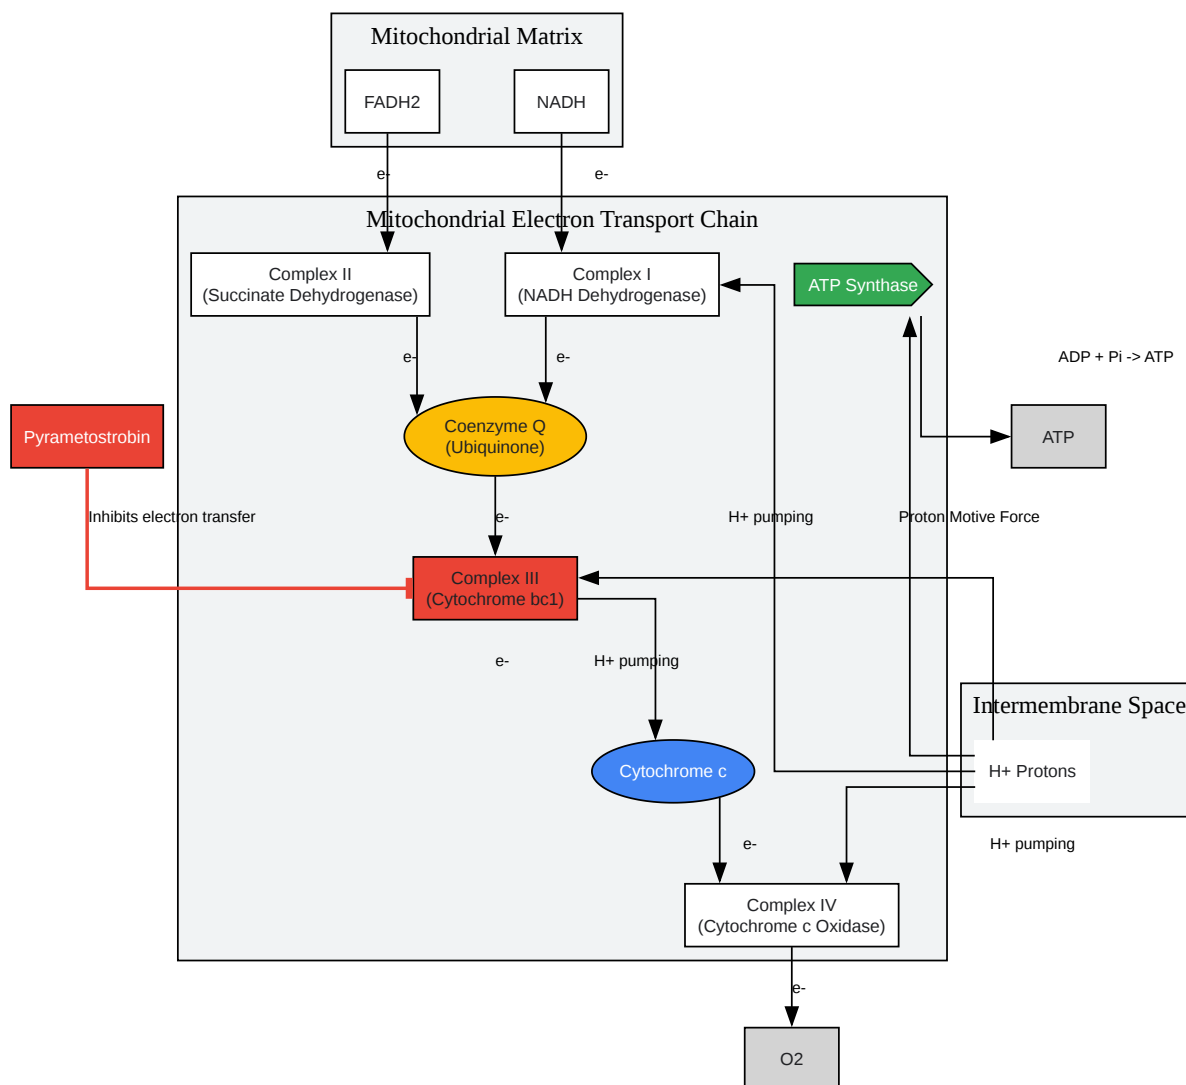 Mitochondrial Matrix
FADH2
NADH
e-
e-
Mitochondrial Electron Transport Chain
Complex II
(Succinate Dehydrogenase)
Complex I
(NADH Dehydrogenase)
ATP Synthase
e-
e-
ADP + Pi -> ATP
Pyrametostrobin
Coenzyme Q
(Ubiquinone)
ATP
Inhibits electron transfer
e-
H+ pumping
Proton Motive Force
Complex III
(Cytochrome bc1)
e-
H+ pumping
Intermembrane Space
Cytochrome c
H+ Protons
e-
H+ pumping
Complex IV
(Cytochrome c Oxidase)
e-
O2